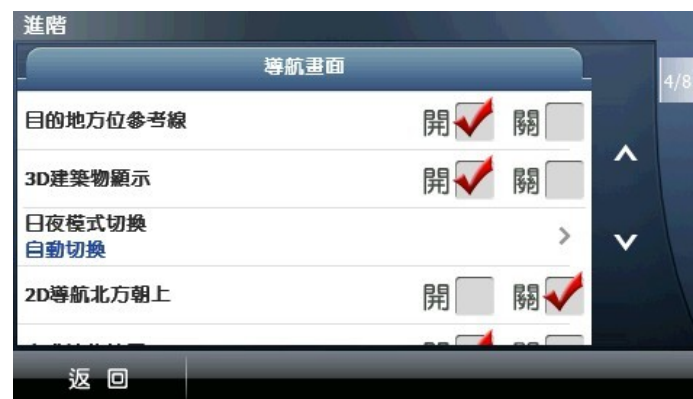 進階
導航畫面
4/8
目的地方位參考線 開 關
3D建築物顯示 開 關
日夜模式切換
自動切換
2D導航北方朝上 開 關
返回